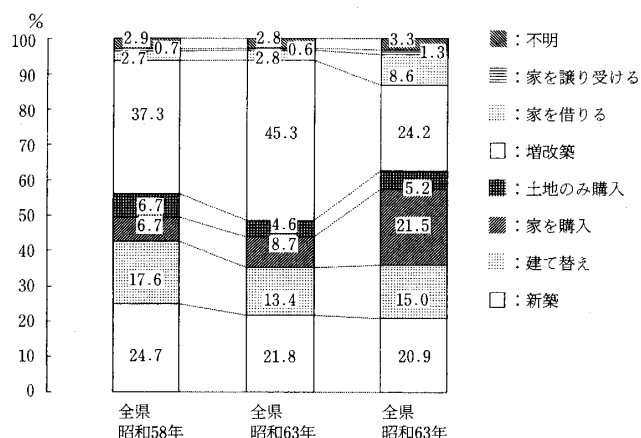 %
100
90
80
70
60
50
40
30
20
10
0
2.9
0.7
2.7
37.3
6.7
6.7
17.6
24.7
2.8
0.6
2.8
45.3
4.6
8.7
13.4
21.8
3.3
1.3
8.6
24.2
5.2
21.5
15.0
20.9
全県
昭和58年
全県
昭和63年
全県
昭和63年
：不明
：家を譲り受ける
：家を借りる
：増改築
：土地のみ購入
：家を購入
：建て替え
：新築